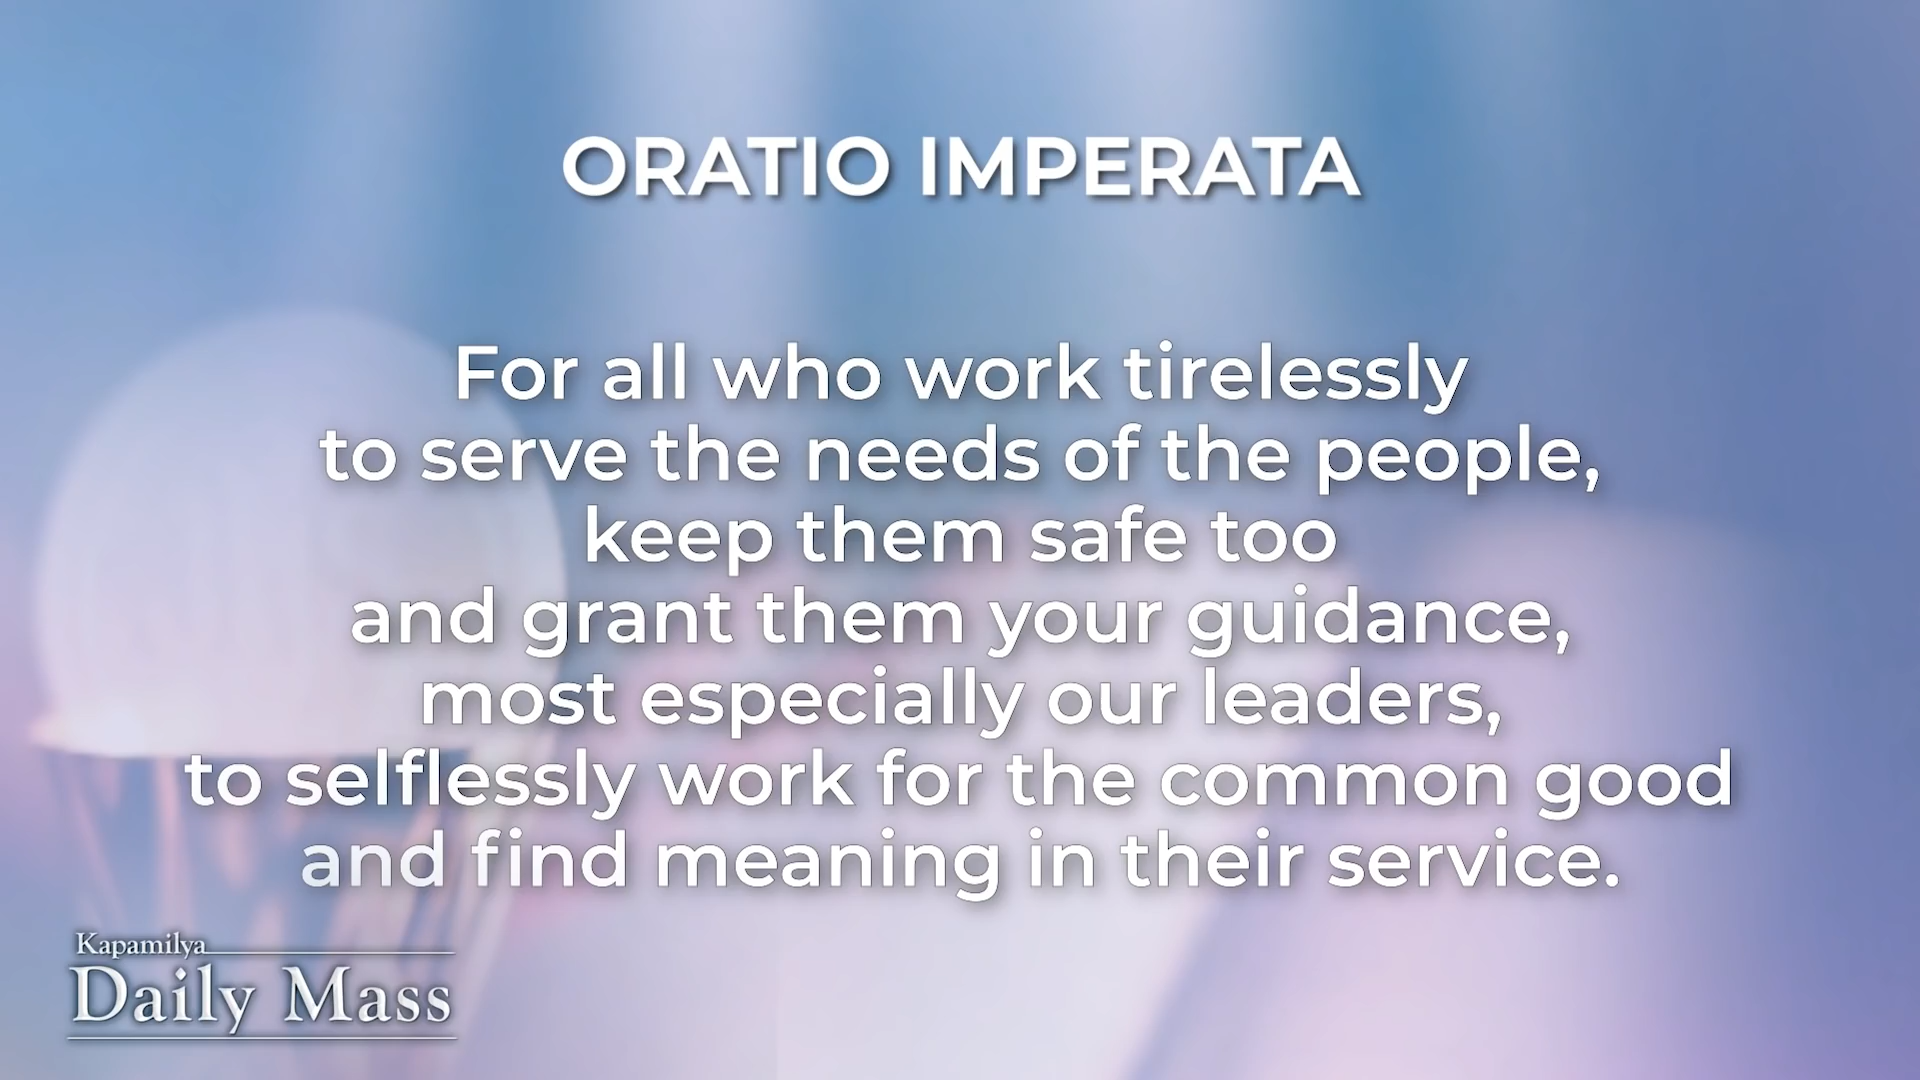 ORATIO IMPERATA
For all who work tirelessly
to serve the needs of the people,
keep them safe too
and grant them your guidance,
most especially our leaders,
to selflessly work for the common good
and find meaning in their service.
Kapamilya
Daily Mass